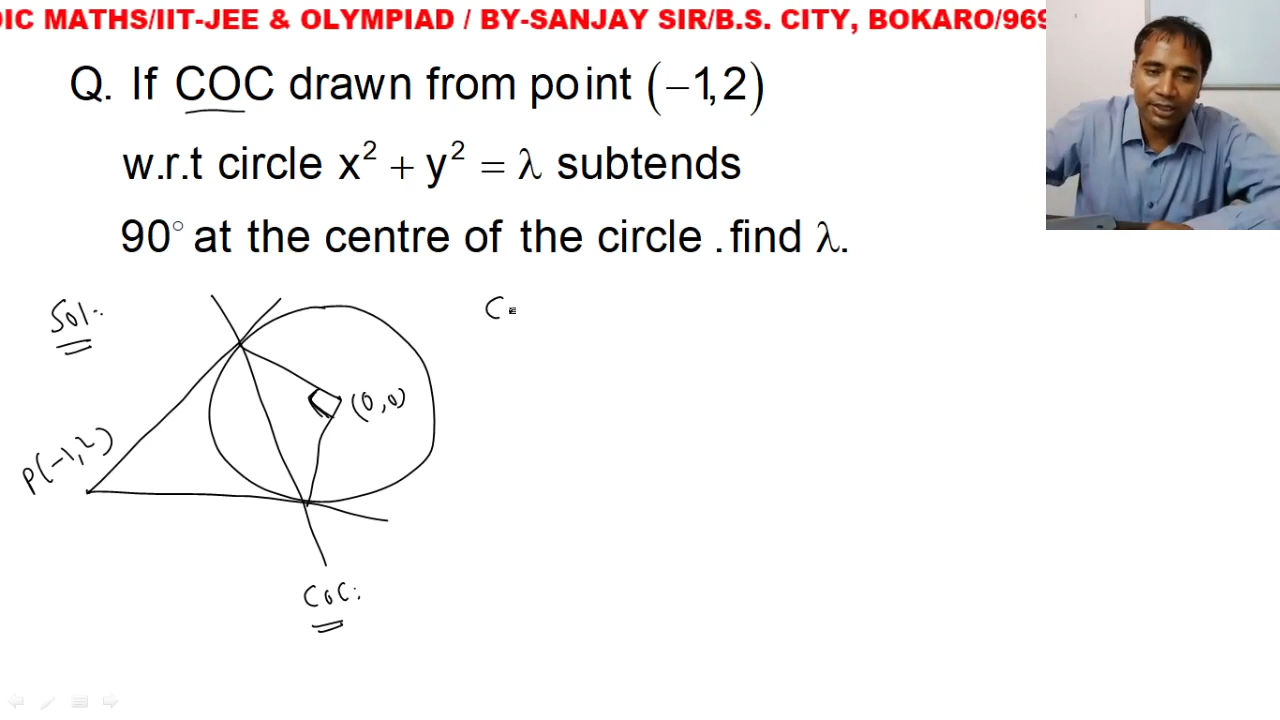 DIC MATHS/IIT-JEE & OLYMPIAD / BY-SANJAY SIR/B.S. CITY, BOKARO/969
Q. If COC drawn from point (−1,2)
w.r.t circle x² + y² = λ subtends
90° at the centre of the circle .find λ.
Sol:
(0,0)
P(-1,2)
COC: